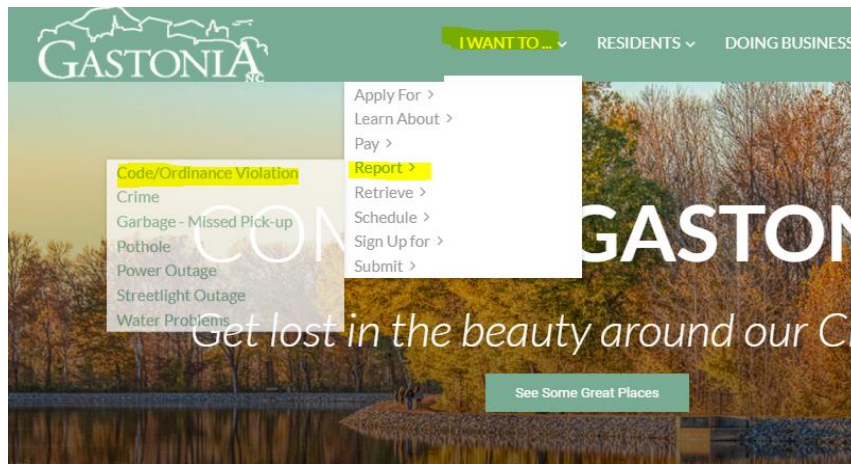 GASTONIA
NC
I WANT TO ... RESIDENTS DOING BUSINESS
Apply For >
Learn About >
Pay >
Report >
Retrieve >
Schedule >
Sign Up for >
Submit >
Code/Ordinance Violation
Crime
Garbage - Missed Pick-up
Pothole
Power Outage
Streetlight Outage
Water Problems
GASTON
Get lost in the beauty around our C
See Some Great Places